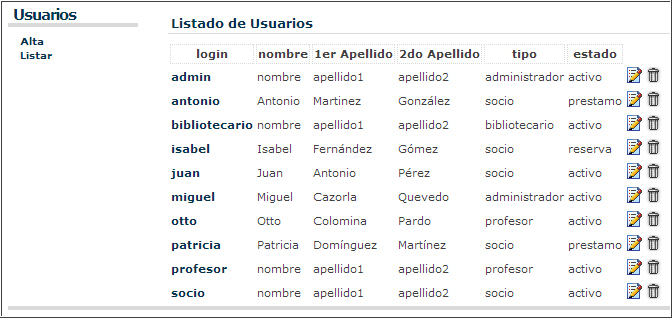 Usuarios
Alta
Listar
Listado de Usuarios
login nombre 1er Apellido 2do Apellido tipo estado
admin nombre apellido1 apellido2 administrador activo
antonio Antonio Martinez González socio prestamo
bibliotecario nombre apellido1 apellido2 bibliotecario activo
isabel Isabel Fernández Gómez socio reserva
juan Juan Antonio Pérez socio activo
miguel Miguel Cazorla Quevedo administrador activo
otto Otto Colomina Pardo profesor activo
patricia Patricia Domínguez Martínez socio prestamo
profesor nombre apellido1 apellido2 profesor activo
socio nombre apellido1 apellido2 socio activo